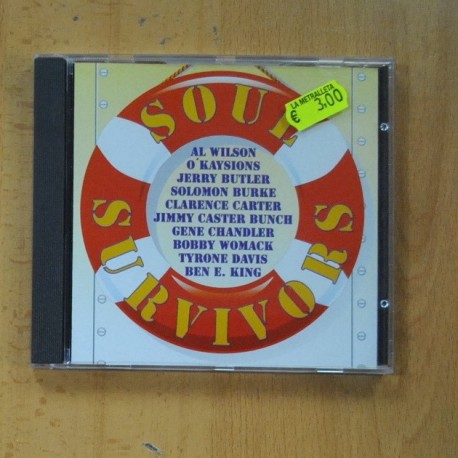 SOUL
LA METRALLETA
€ 3,00
AL WILSON
O'KAYSIONS
JERRY BUTLER
SOLOMON BURKE
CLARENCE CARTER
JIMMY CASTER BUNCH
GENE CHANDLER
BOBBY WOMACK
TYRONE DAVIS
BEN E. KING
SURVIVORS